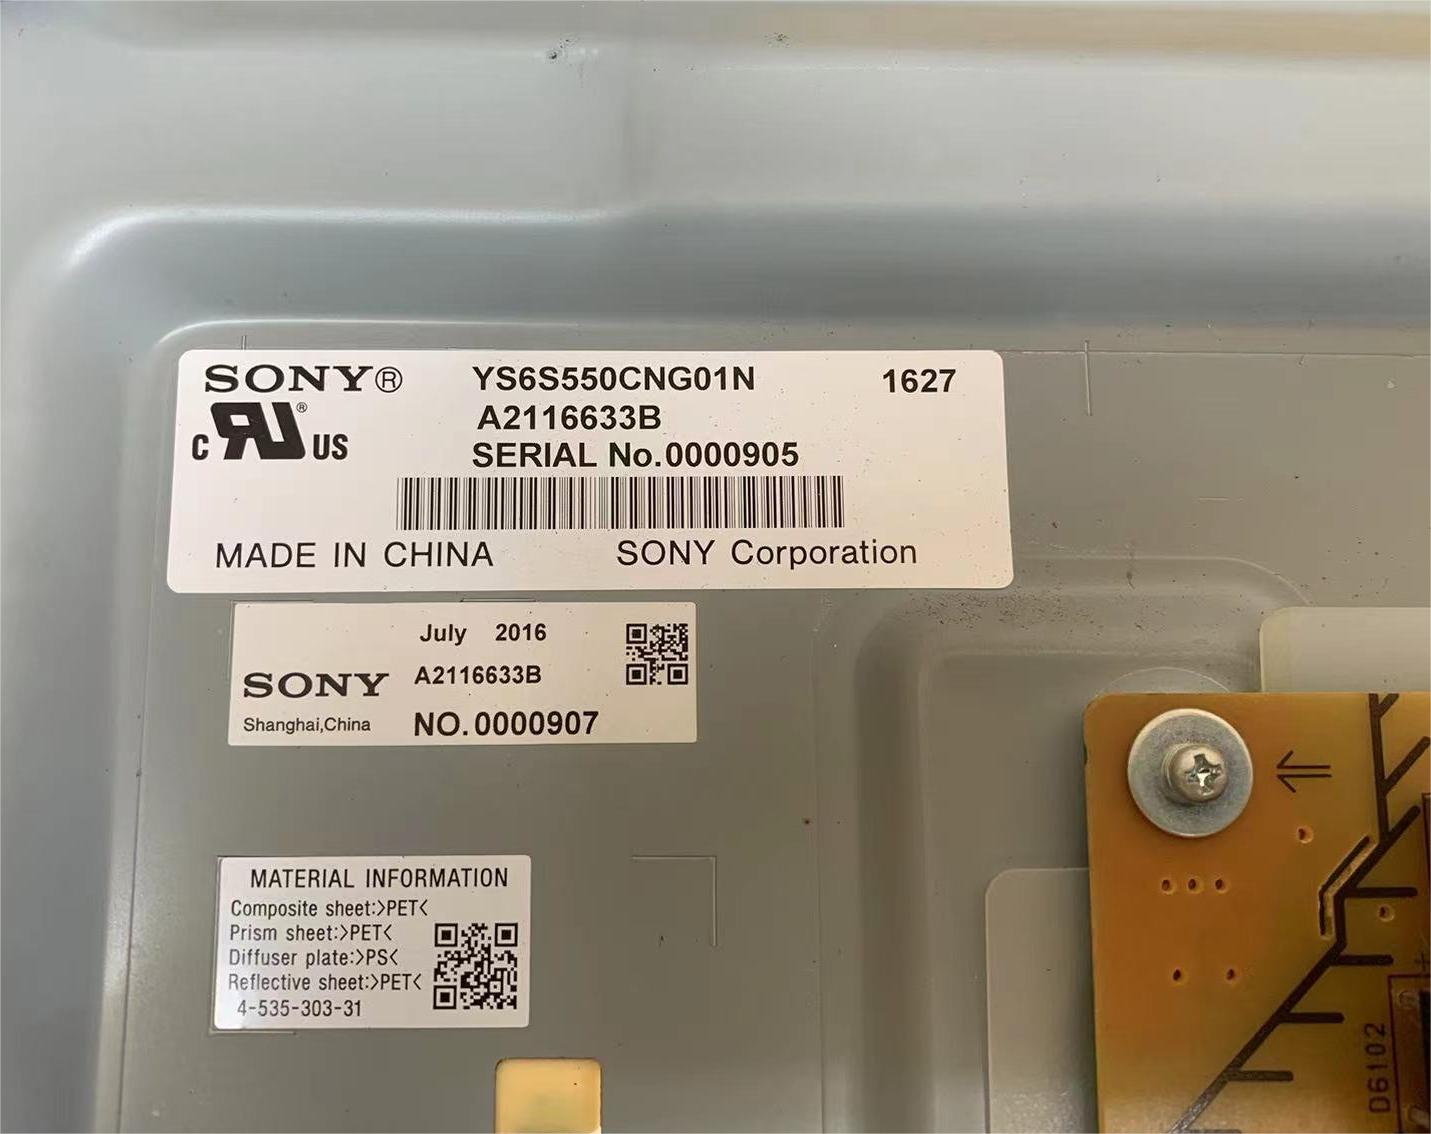 SONY® YS6S550CNG01N 1627
A2116633B
C RU® US SERIAL No.0000905
MADE IN CHINA SONY Corporation
July 2016
SONY A2116633B
Shanghai,China NO.0000907
MATERIAL INFORMATION
Composite sheet:>PET<
Prism sheet:>PET<
Diffuser plate:>PS<
Reflective sheet:>PET<
4-535-303-31
D6102